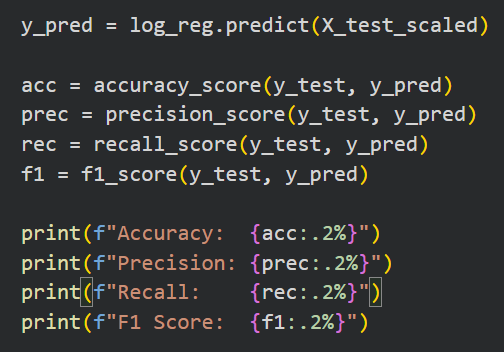 y_pred = log_reg.predict(X_test_scaled)
acc = accuracy_score(y_test, y_pred)
prec = precision_score(y_test, y_pred)
rec = recall_score(y_test, y_pred)
f1 = f1_score(y_test, y_pred)
print(f"Accuracy:  {acc:.2%}")
print(f"Precision: {prec:.2%}")
print(f"Recall:    {rec:.2%}")
print(f"F1 Score:  {f1:.2%}")